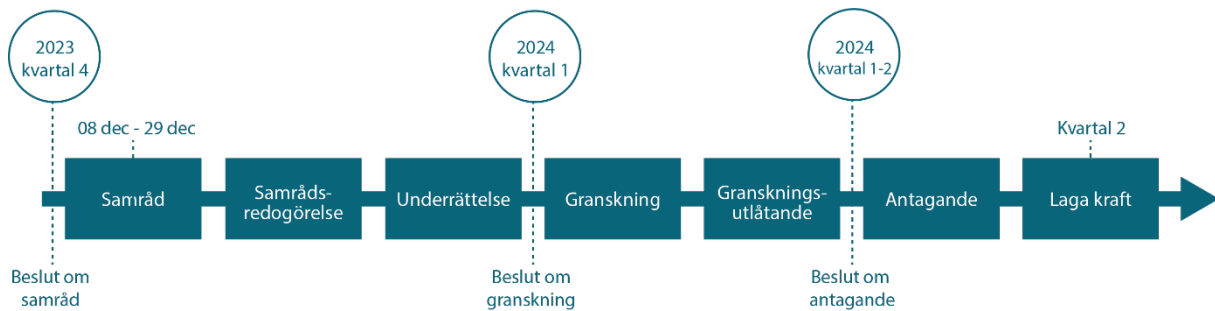 2023
kvartal 4
2024
kvartal 1
2024
kvartal 1-2
08 dec - 29 dec
Kvartal 2
Samråd
Samråds-
redogörelse
Underrättelse
Granskning
Gransknings-
utlåtande
Antagande
Laga kraft
Beslut om
samråd
Beslut om
granskning
Beslut om
antagande